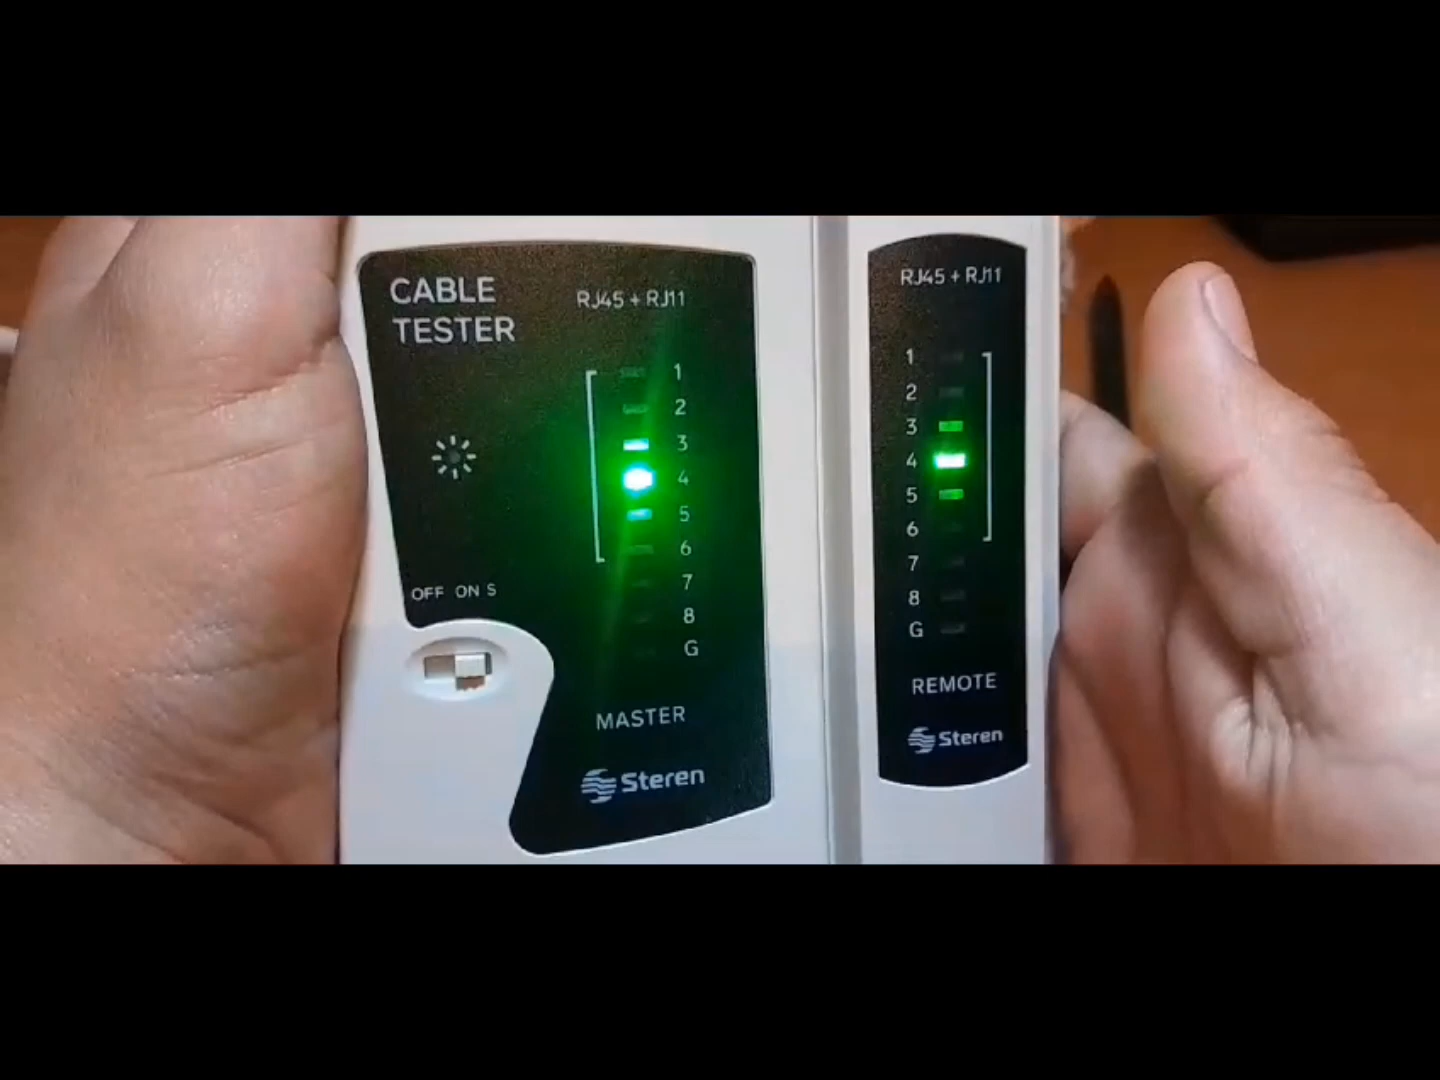 CABLE
TESTER
RJ45 + RJ11
1
2
3
4
5
6
7
8
G
OFF ON S
MASTER
Steren
RJ45 + RJ11
1
2
3
4
5
6
7
8
G
REMOTE
Steren